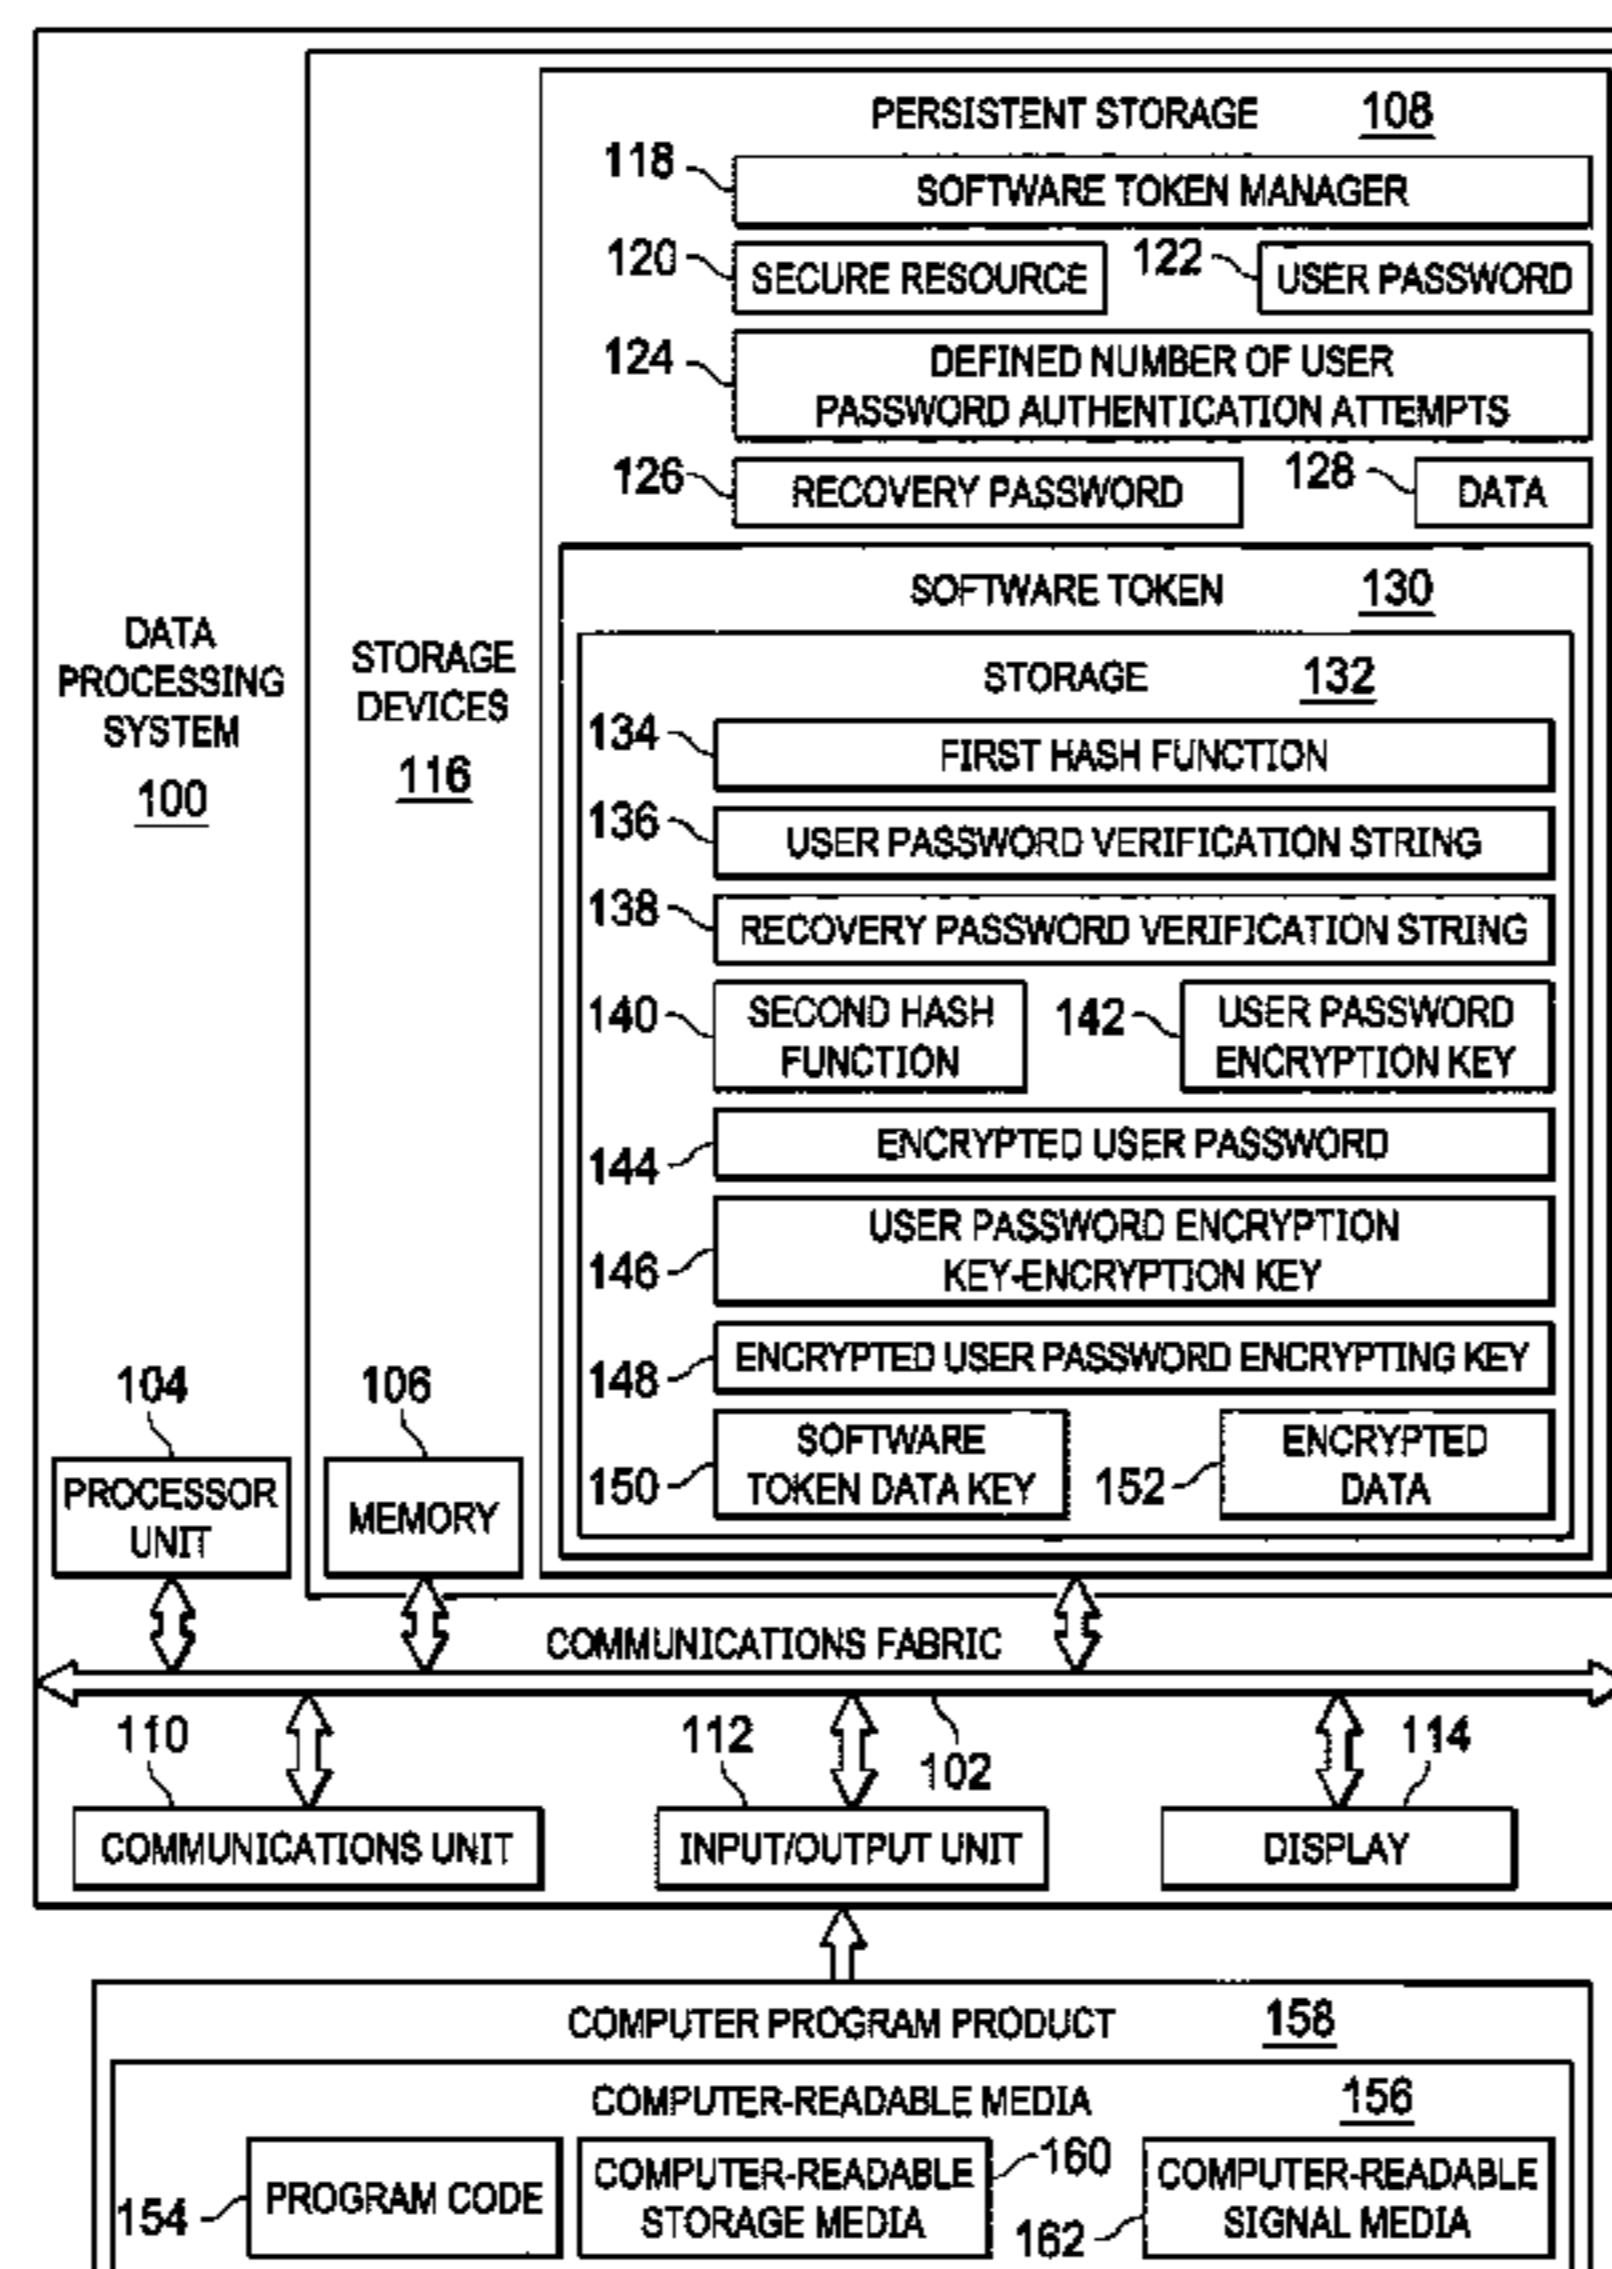 PERSISTENT STORAGE 108
118 SOFTWARE TOKEN MANAGER
120 SECURE RESOURCE 122 USER PASSWORD
124 DEFINED NUMBER OF USER
PASSWORD AUTHENTICATION ATTEMPTS
126 RECOVERY PASSWORD 128 DATA
SOFTWARE TOKEN 130
DATA
PROCESSING
SYSTEM
100
STORAGE
DEVICES
116
STORAGE 132
134 FIRST HASH FUNCTION
136 USER PASSWORD VERIFICATION STRING
138 RECOVERY PASSWORD VERIFICATION STRING
140 SECOND HASH
FUNCTION
142 USER PASSWORD
ENCRYPTION KEY
144 ENCRYPTED USER PASSWORD
146 USER PASSWORD ENCRYPTION
KEY-ENCRYPTION KEY
148 ENCRYPTED USER PASSWORD ENCRYPTING KEY
150 SOFTWARE
TOKEN DATA KEY
152 ENCRYPTED
DATA
104
PROCESSOR
UNIT
106
MEMORY
COMMUNICATIONS FABRIC
102
110
COMMUNICATIONS UNIT
112
INPUT/OUTPUT UNIT
114
DISPLAY
COMPUTER PROGRAM PRODUCT 158
COMPUTER-READABLE MEDIA 156
154 PROGRAM CODE
COMPUTER-READABLE
STORAGE MEDIA
160
162
COMPUTER-READABLE
SIGNAL MEDIA